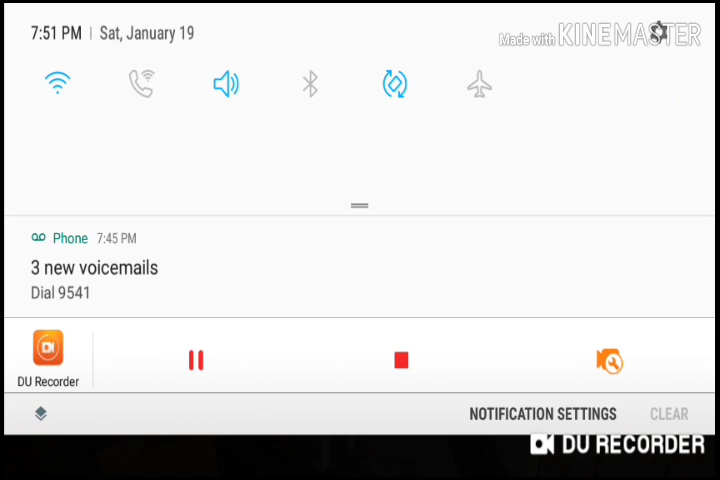 7:51 PM | Sat, January 19
Made with KINEMASTER
Phone 7:45 PM
3 new voicemails
Dial 9541
DU Recorder
NOTIFICATION SETTINGS CLEAR
DU RECORDER